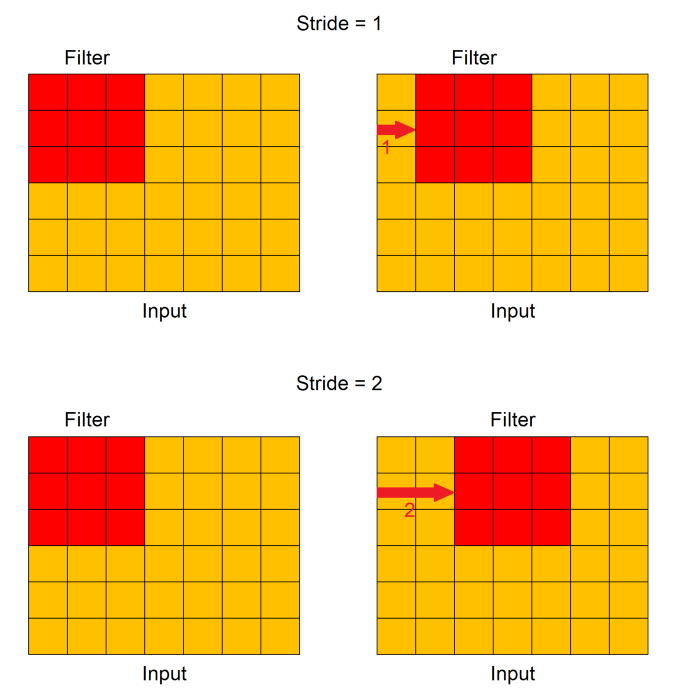 Stride = 1
Filter
Filter
1
Input
Input
Stride = 2
Filter
Filter
2
Input
Input